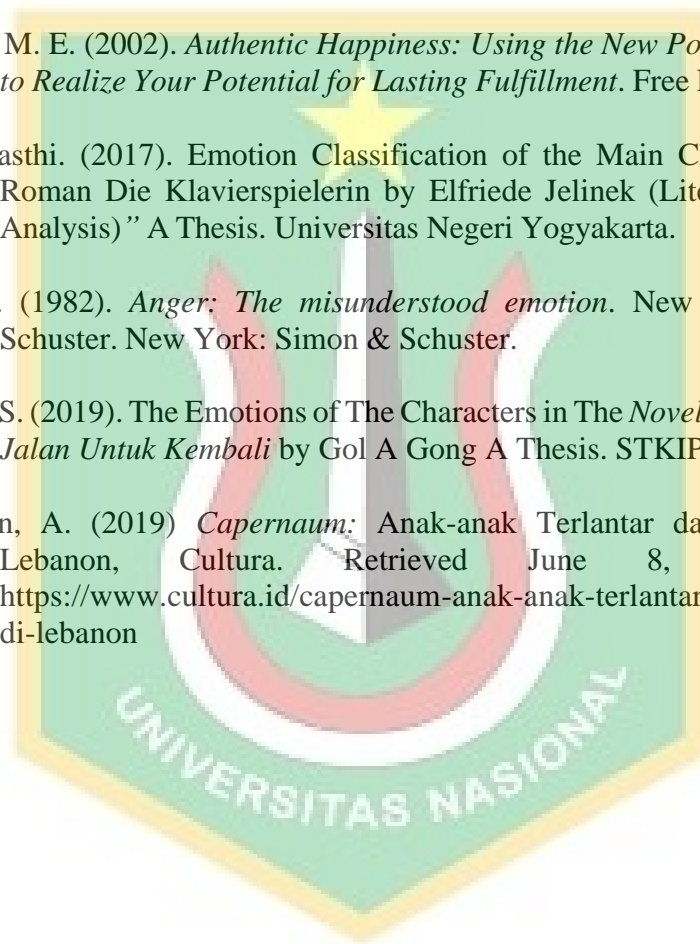 M. E. (2002). Authentic Happiness: Using the New Po
to Realize Your Potential for Lasting Fulfillment. Free
asthi. (2017). Emotion Classification of the Main C
Roman Die Klavierspielerin by Elfriede Jelinek (Lit
Analysis)” A Thesis. Universitas Negeri Yogyakarta.
. (1982). Anger: The misunderstood emotion. New
Schuster. New York: Simon & Schuster.
S. (2019). The Emotions of The Characters in The Novel
Jalan Untuk Kembali by Gol A Gong A Thesis. STKIP
n, A. (2019) Capernaum: Anak-anak Terlantar da
Lebanon, Cultura. Retrieved June 8,
https://www.cultura.id/capernaum-anak-anak-terlantar
di-lebanon
UNIVERSITAS NASIONAL